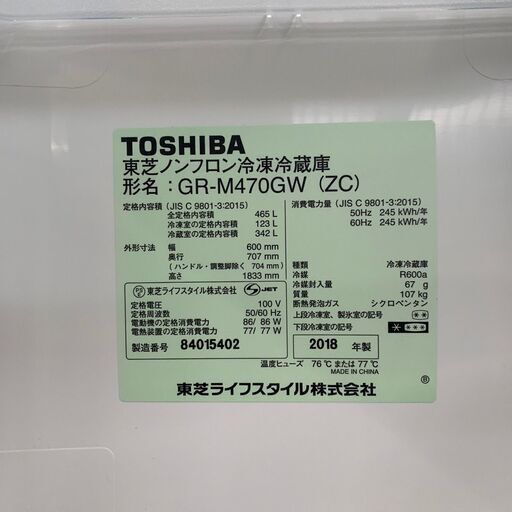 TOSHIBA
東芝ノンフロン冷凍冷蔵庫
形名：GR-M470GW (ZC)
定格内容積 (JIS C 9801-3:2015)
全定格内容積 465 L
冷凍室の定格内容積 123 L
冷蔵室の定格内容積 342 L
外形寸法 幅 600 mm
奥行 707 mm
(ハンドル・調整脚除く 704 mm)
高さ 1833 mm
消費電力量 (JIS C 9801-3:2015)
50Hz 245 kWh/年
60Hz 245 kWh/年
種類 冷凍冷蔵庫
冷媒 R600a
冷媒封入量 67 g
質量 107 kg
断熱発泡ガス シクロペンタン
上段冷凍室、製氷室の記号
下段冷凍室の記号
PS E 東芝ライフスタイル株式会社 S JET
定格電圧 100 V
定格周波数 50/60 Hz
電動機の定格消費電力 86/ 86 W
電熱装置の定格消費電力 77/ 77 W
製造番号 84015402
2018 年製
温度ヒューズ 76℃ または 77℃
MADE IN CHINA
東芝ライフスタイル株式会社
Ⓑ